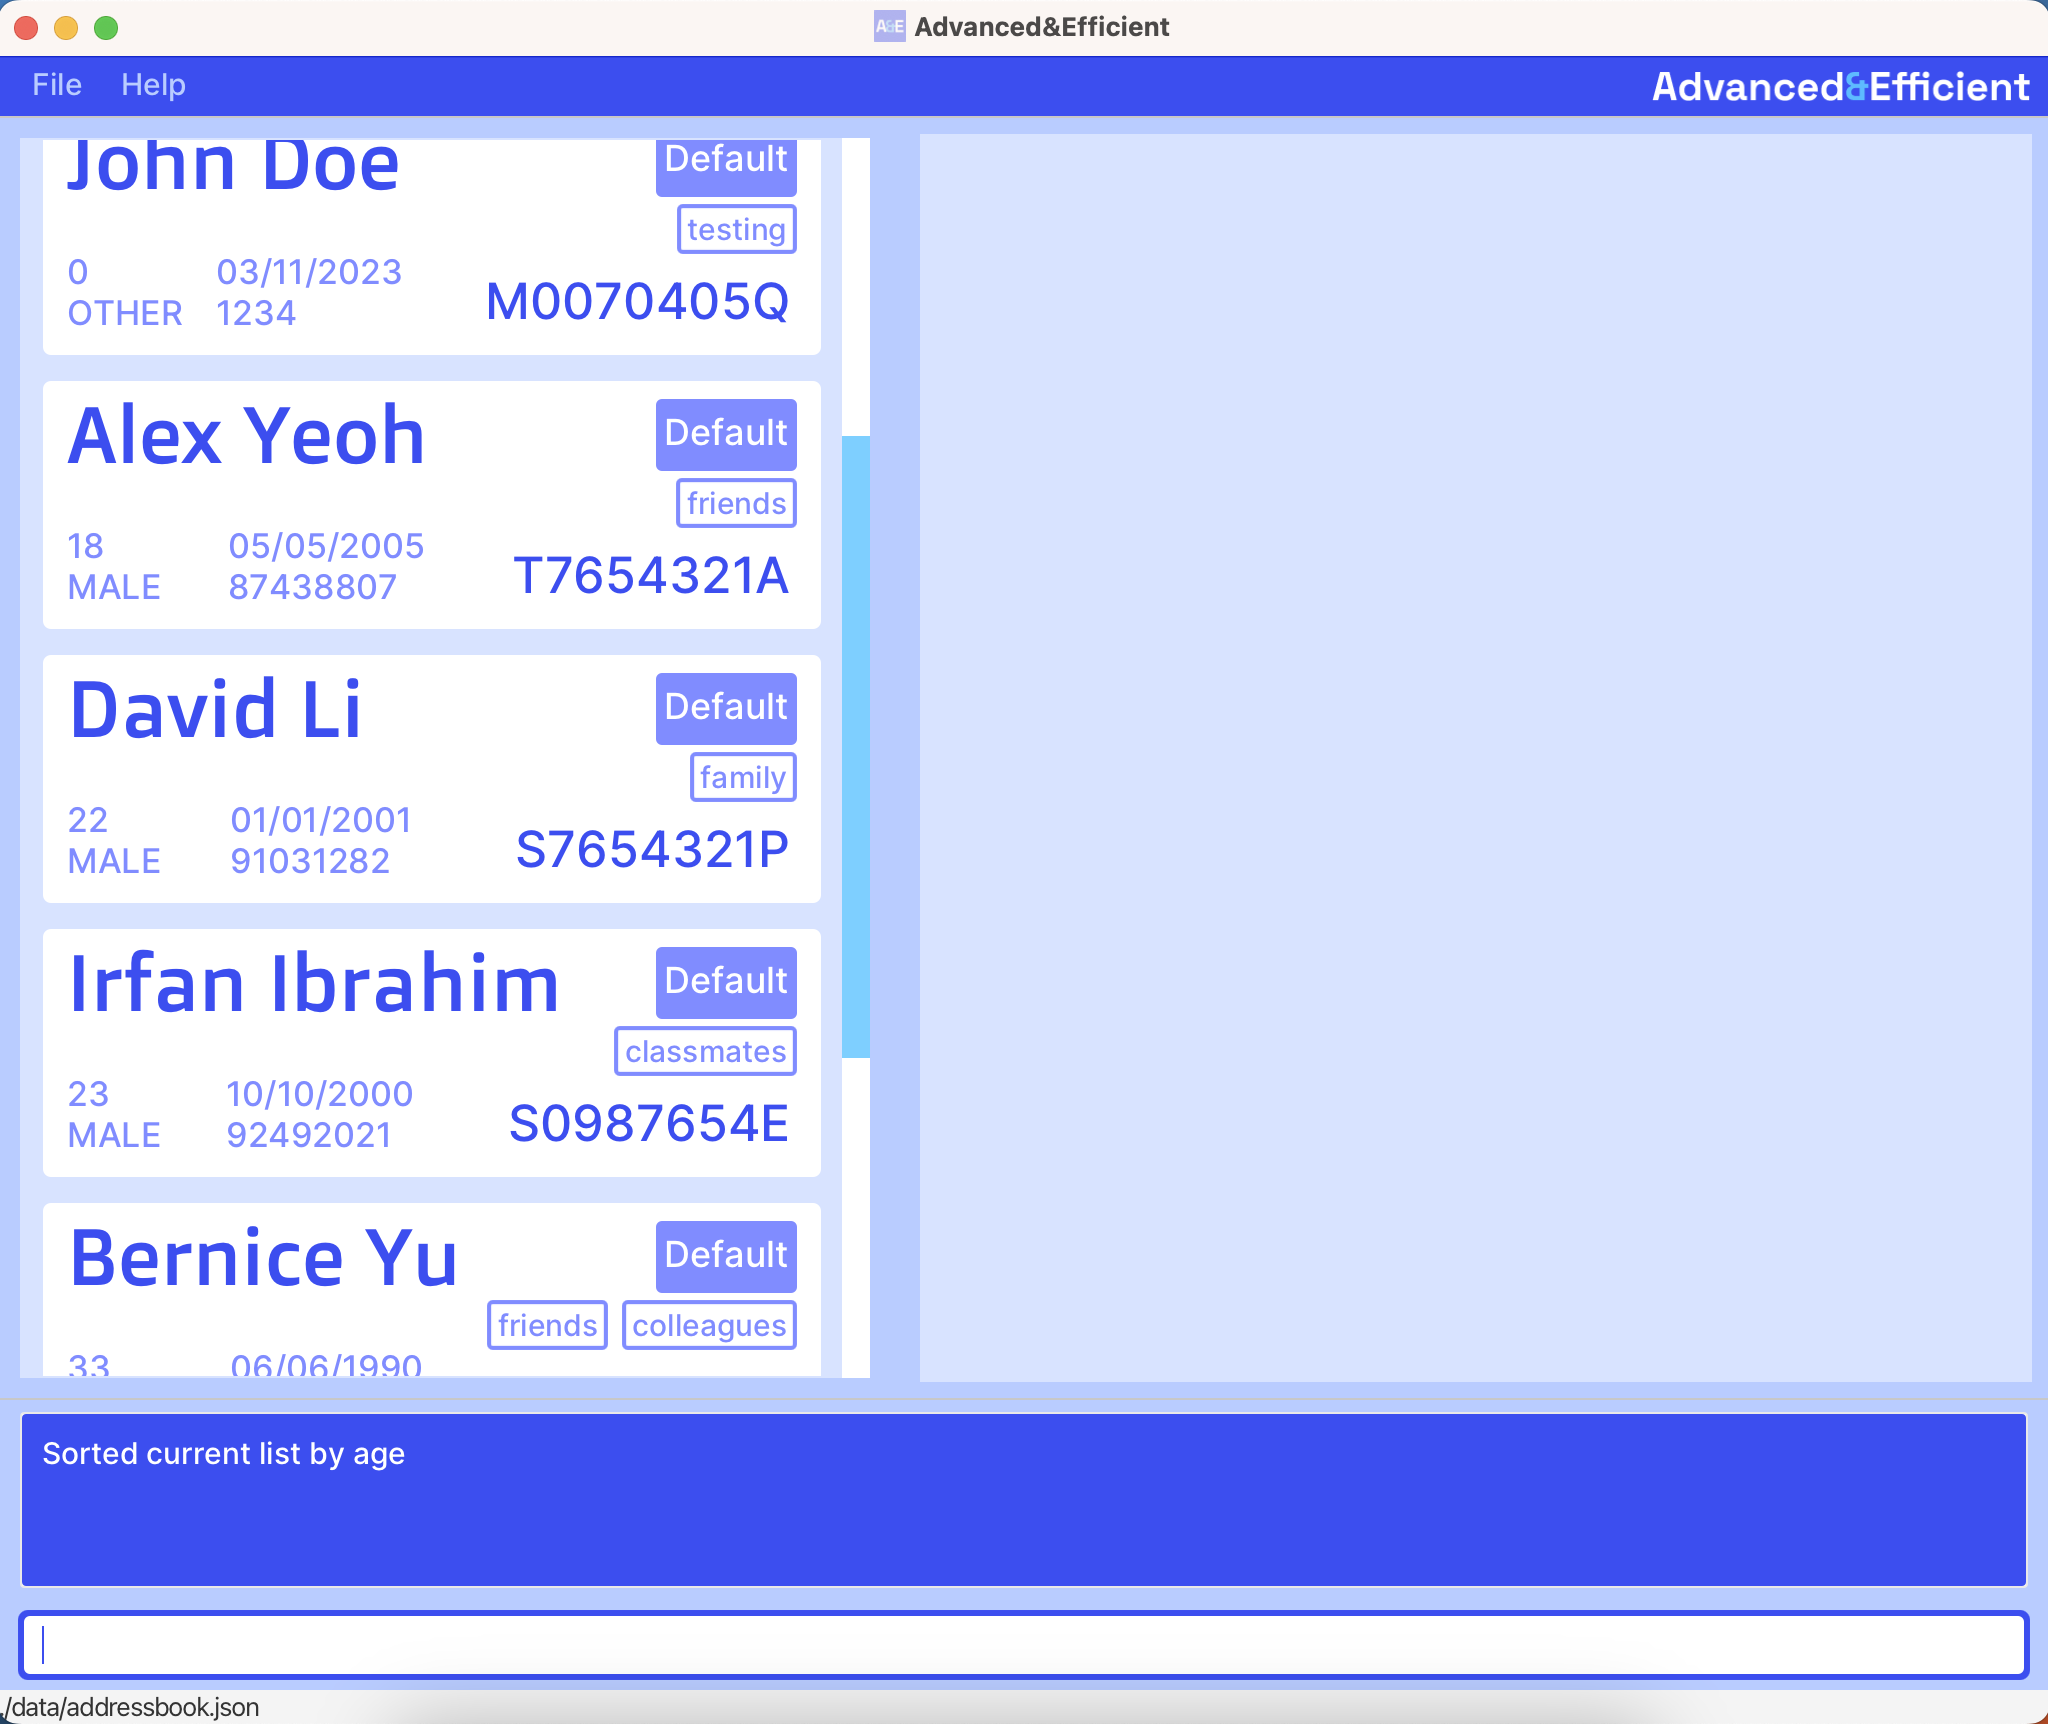 A&E Advanced&Efficient
File Help Advanced&Efficient
John Doe Default
testing
0 03/11/2023
OTHER 1234 M0070405Q
Alex Yeoh Default
friends
18 05/05/2005
MALE 87438807 T7654321A
David Li Default
family
22 01/01/2001
MALE 91031282 S7654321P
Irfan Ibrahim Default
classmates
23 10/10/2000
MALE 92492021 S0987654E
Bernice Yu Default
friends colleagues
33 06/06/1990
Sorted current list by age
./data/addressbook.json